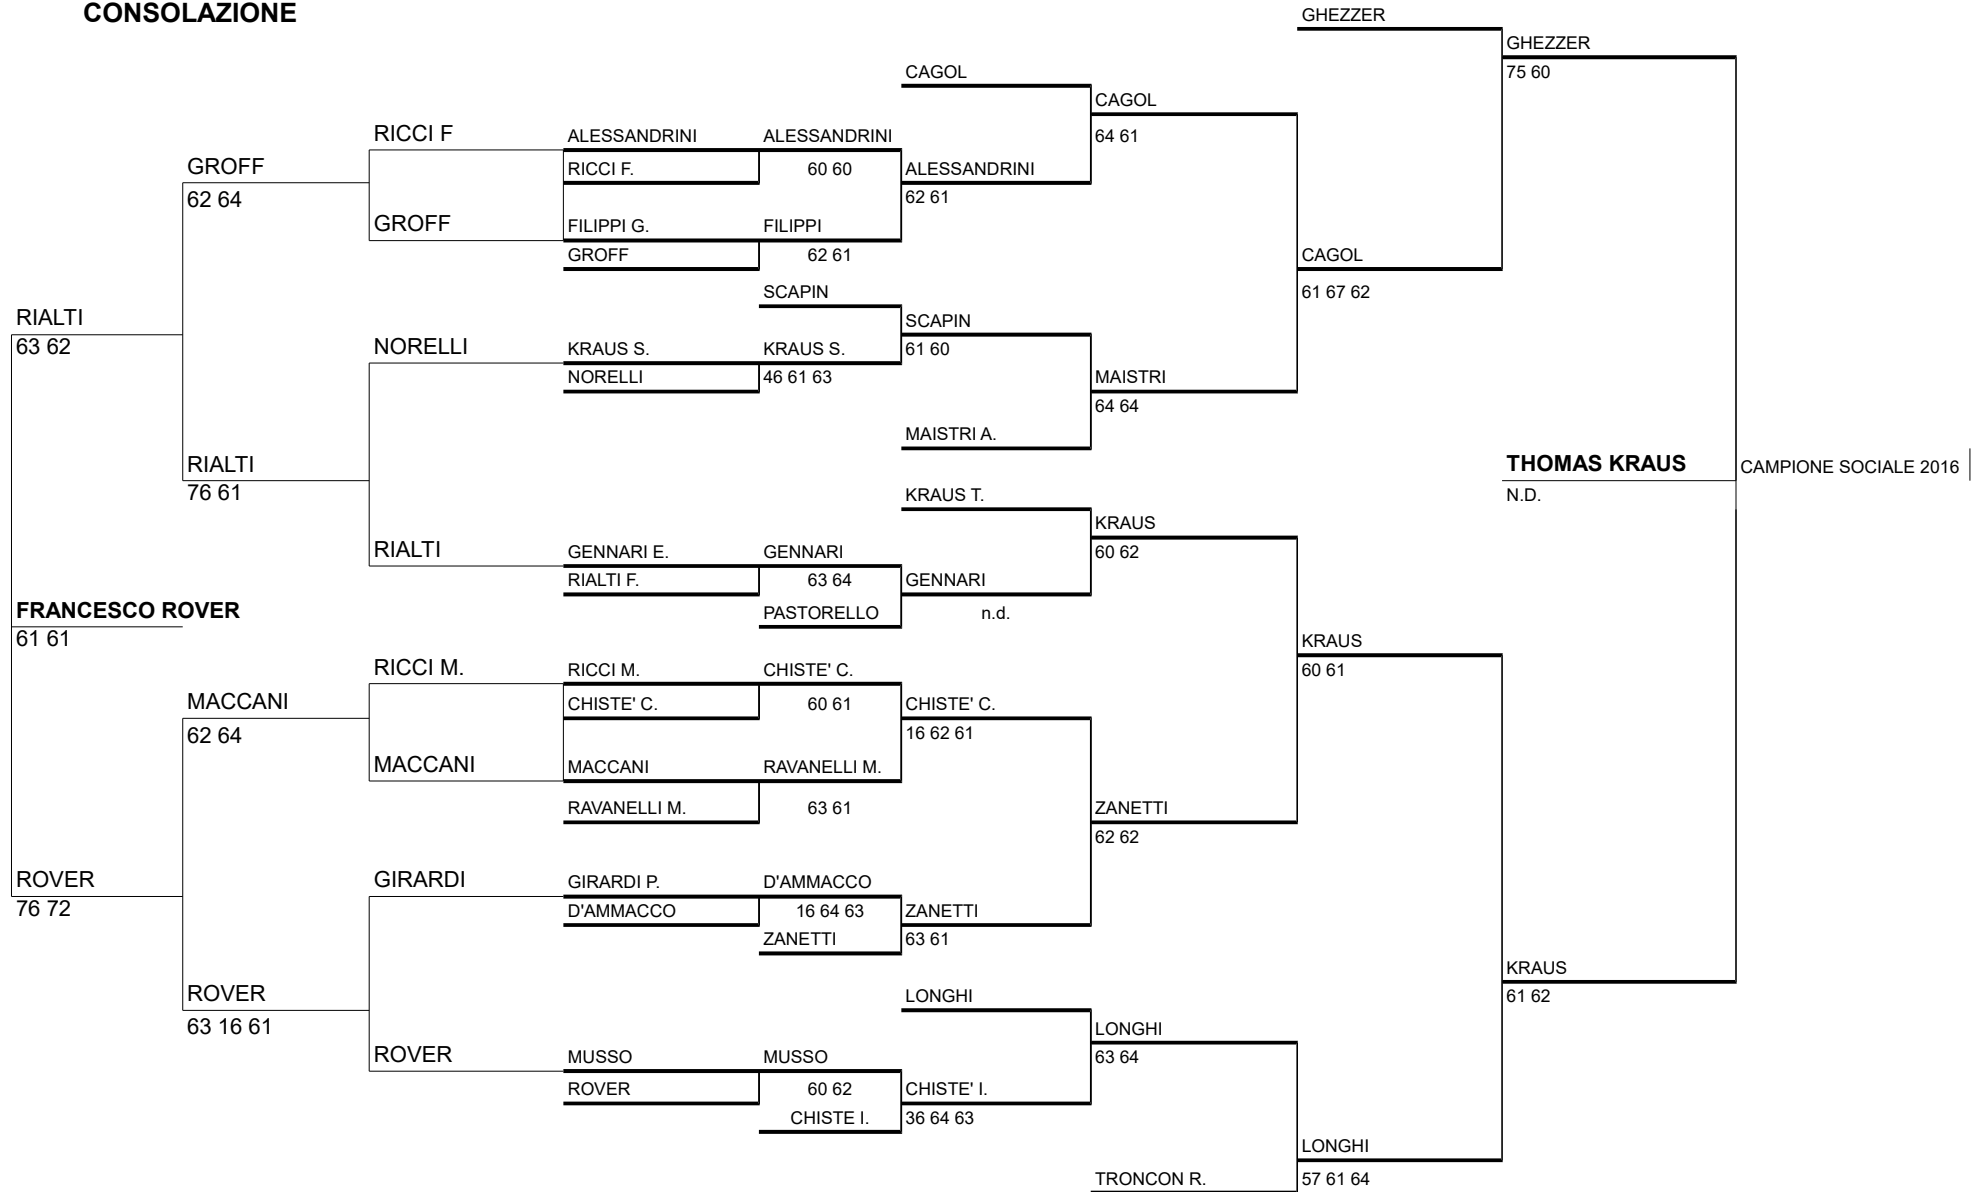 CONSOLAZIONE
GHEZZER
GHEZZER
75 60
CAGOL
CAGOL
64 61
RICCI F
ALESSANDRINI
ALESSANDRINI
GROFF
RICCI F.
60 60
ALESSANDRINI
62 64
62 61
GROFF
FILIPPI G.
FILIPPI
GROFF
62 61
CAGOL
SCAPIN
61 67 62
RIALTI
SCAPIN
63 62
NORELLI
KRAUS S.
KRAUS S.
61 60
NORELLI
46 61 63
MAISTRI
64 64
MAISTRI A.
RIALTI
THOMAS KRAUS
CAMPIONE SOCIALE 2016
76 61
KRAUS T.
N.D.
KRAUS
RIALTI
GENNARI E.
GENNARI
60 62
RIALTI F.
63 64
GENNARI
FRANCESCO ROVER
PASTORELLO
n.d.
61 61
KRAUS
RICCI M.
RICCI M.
CHISTE' C.
60 61
MACCANI
CHISTE' C.
60 61
CHISTE' C.
62 64
16 62 61
MACCANI
MACCANI
RAVANELLI M.
RAVANELLI M.
63 61
ZANETTI
62 62
ROVER
GIRARDI
GIRARDI P.
D'AMMACCO
76 72
D'AMMACCO
16 64 63
ZANETTI
ZANETTI
63 61
KRAUS
ROVER
LONGHI
61 62
63 16 61
LONGHI
ROVER
MUSSO
MUSSO
63 64
ROVER
60 62
CHISTE' I.
CHISTE I.
36 64 63
LONGHI
TRONCON R.
57 61 64